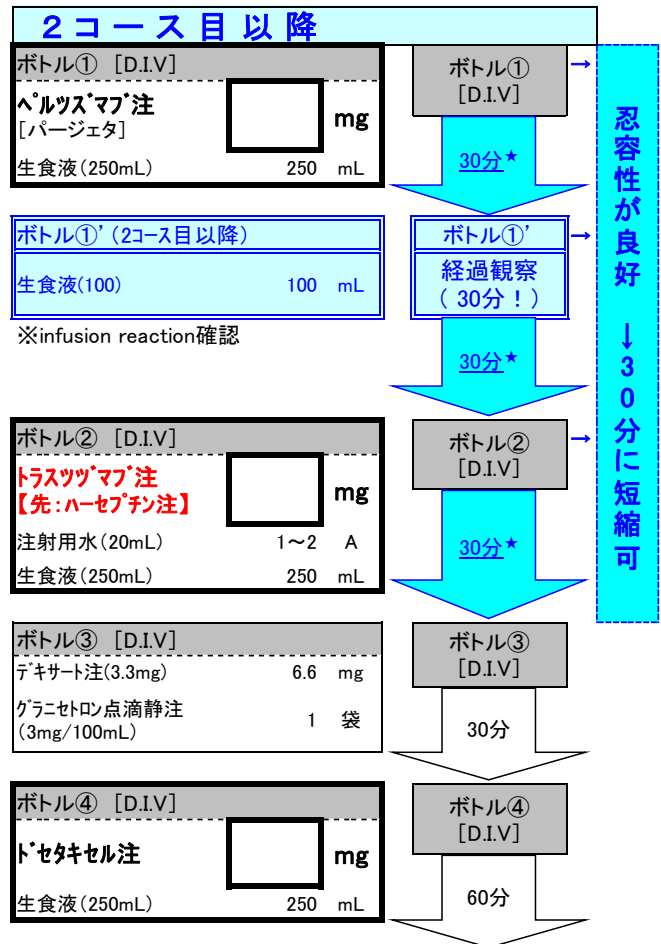 ２コース目以降
ボトル① [D.I.V]
ペルツズマブ注
[パージェタ]
mg
生食液(250mL) 250 mL
ボトル①
[D.I.V]
→
30分★
ボトル①’(2コース目以降)
生食液(100) 100 mL
※infusion reaction確認
ボトル①’
→
経過観察
(30分！)
30分★
ボトル② [D.I.V]
トラスツヅマブ注
【先：ハーセプチン注】
mg
注射用水(20mL) 1～2 A
生食液(250mL) 250 mL
ボトル②
[D.I.V]
→
30分★
忍容性が良好 ↓30分に短縮可
ボトル③ [D.I.V]
デキサート注(3.3mg) 6.6 mg
グラニセトロン点滴静注
(3mg/100mL) 1 袋
ボトル③
[D.I.V]
30分
ボトル④ [D.I.V]
ドセタキセル注
mg
生食液(250mL) 250 mL
ボトル④
[D.I.V]
60分